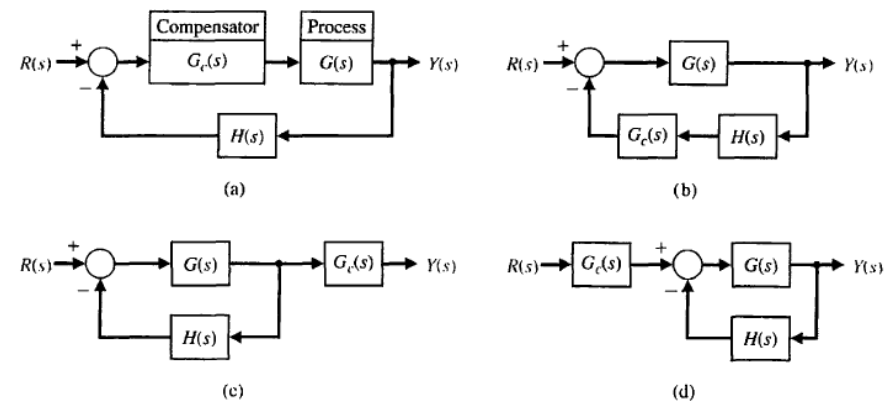 Compensator Process
R(s) + G_c(s) G(s) Y(s)
−
H(s)
(a)
R(s) + G(s) Y(s)
−
G_c(s) H(s)
(b)
R(s) + G(s) G_c(s) Y(s)
−
H(s)
(c)
R(s) G_c(s) + G(s) Y(s)
−
H(s)
(d)